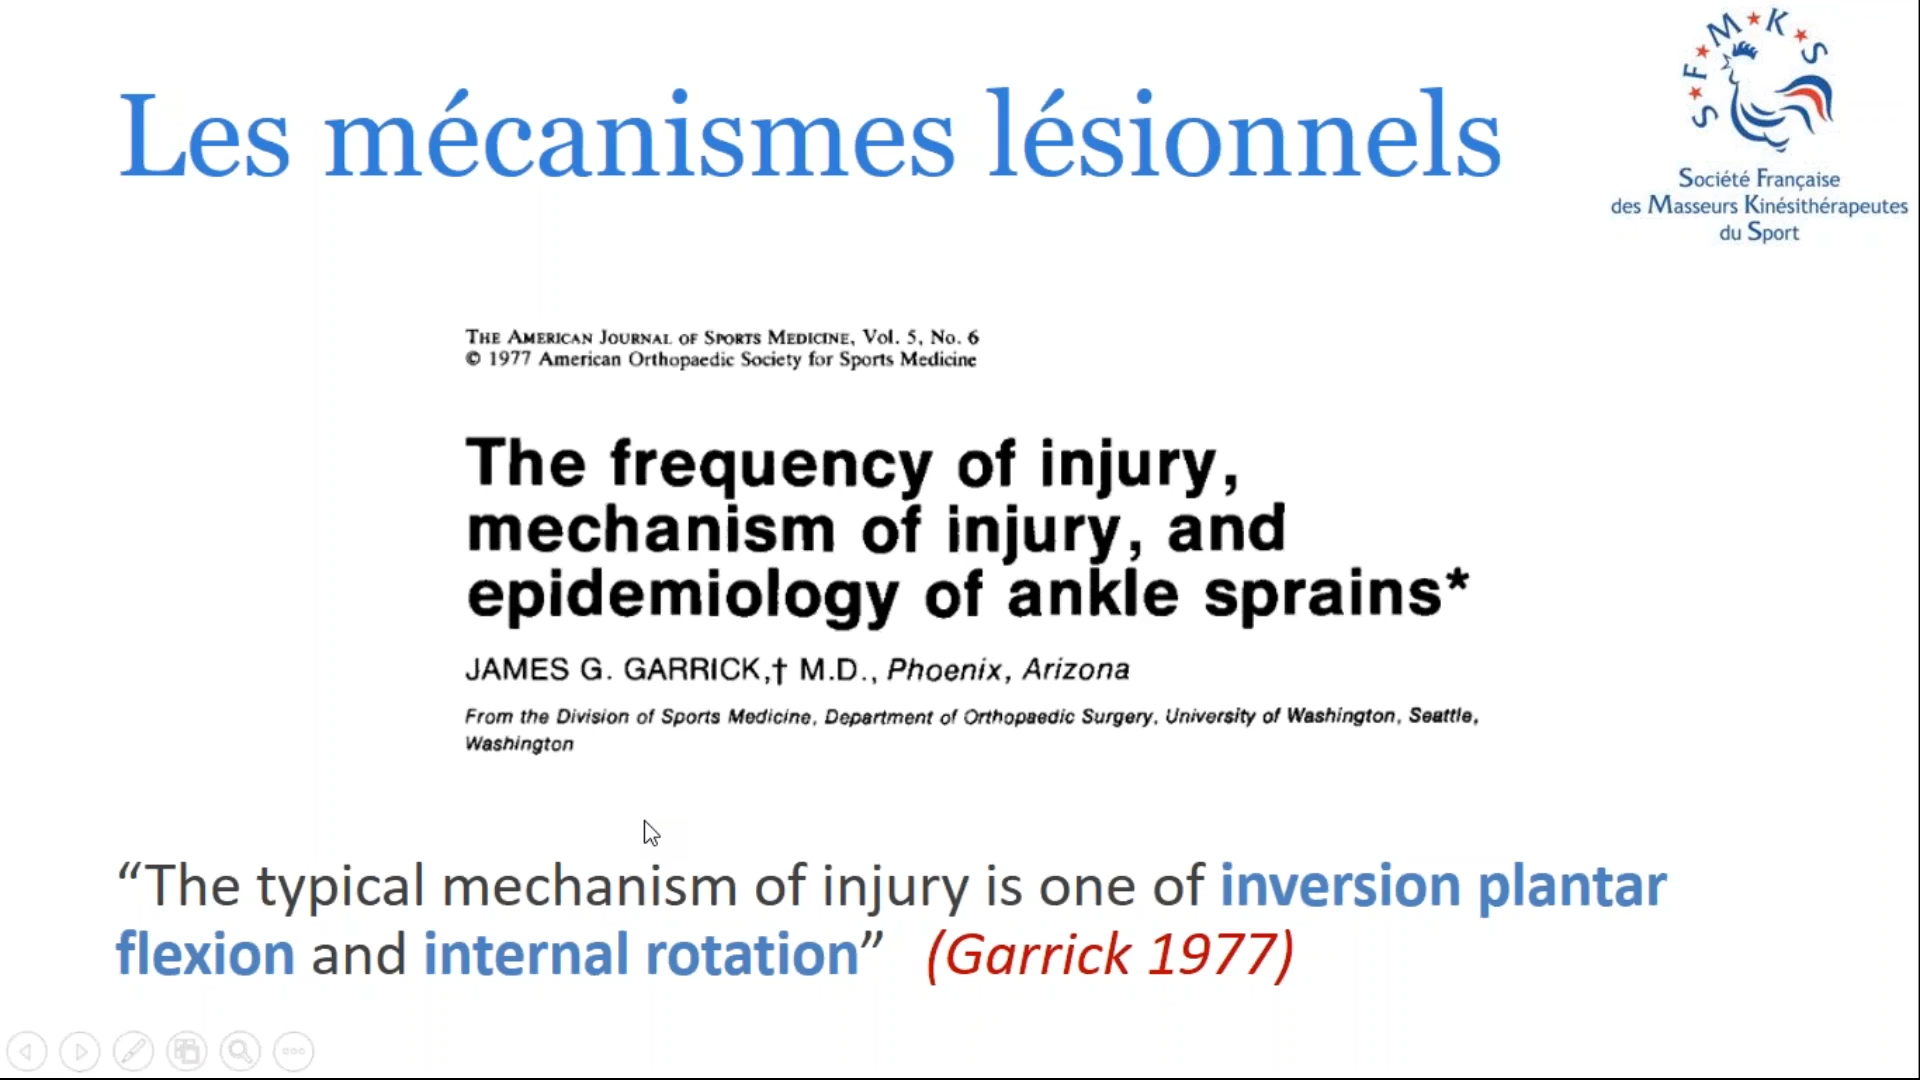 Les mécanismes lésionnels
S★F★M★K★S
Société Française
des Masseurs Kinésithérapeutes
du Sport
THE AMERICAN JOURNAL OF SPORTS MEDICINE, Vol. 5, No. 6
© 1977 American Orthopaedic Society for Sports Medicine
The frequency of injury,
mechanism of injury, and
epidemiology of ankle sprains*
JAMES G. GARRICK,† M.D., Phoenix, Arizona
From the Division of Sports Medicine, Department of Orthopaedic Surgery, University of Washington, Seattle,
Washington
“The typical mechanism of injury is one of inversion plantar
flexion and internal rotation” (Garrick 1977)